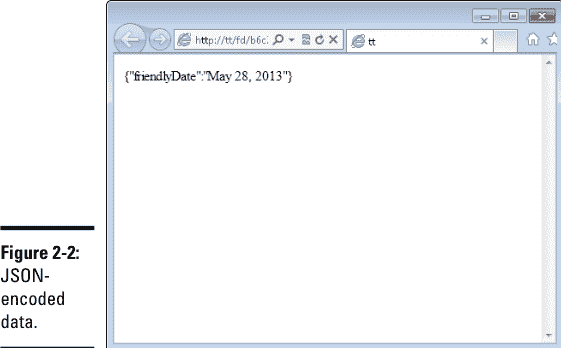 http://tt/fd/b6c
tt
{"friendlyDate":"May 28, 2013"}
Figure 2-2:
JSON-
encoded
data.